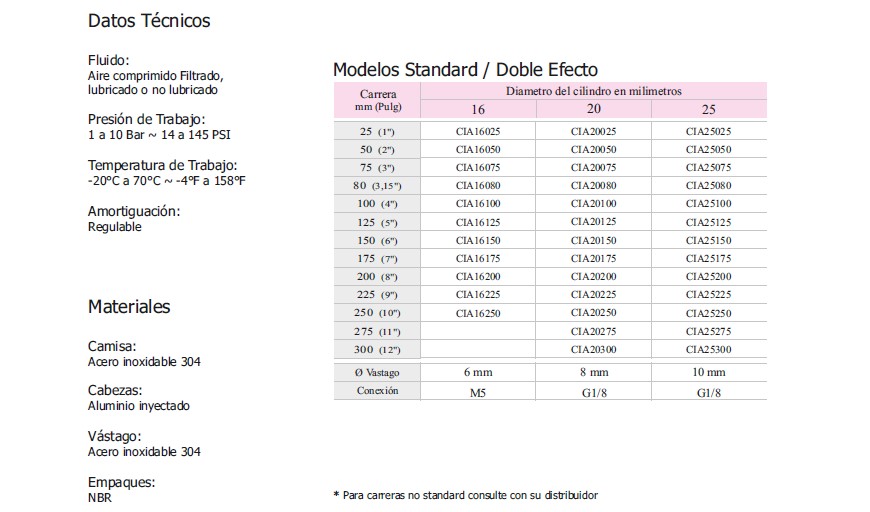 Datos Técnicos
Fluido:
Aire comprimido Filtrado,
lubricado o no lubricado
Presión de Trabajo:
1 a 10 Bar ~ 14 a 145 PSI
Temperatura de Trabajo:
-20ºC a 70°C ~ -4ºF a 158ºF
Amortiguación:
Regulable
Materiales
Camisa:
Acero inoxidable 304
Cabezas:
Aluminio inyectado
Vástago:
Acero inoxidable 304
Empaques:
NBR
Modelos Standard / Doble Efecto
Carrera
mm (Pulg)
Diametro del cilindro en milimetros
16 20 25
25 (1") CIA16025 CIA20025 CIA25025
50 (2") CIA16050 CIA20050 CIA25050
75 (3") CIA16075 CIA20075 CIA25075
80 (3,15") CIA16080 CIA20080 CIA25080
100 (4") CIA16100 CIA20100 CIA25100
125 (5") CIA16125 CIA20125 CIA25125
150 (6") CIA16150 CIA20150 CIA25150
175 (7") CIA16175 CIA20175 CIA25175
200 (8") CIA16200 CIA20200 CIA25200
225 (9") CIA16225 CIA20225 CIA25225
250 (10") CIA16250 CIA20250 CIA25250
275 (11") CIA20275 CIA25275
300 (12") CIA20300 CIA25300
Ø Vastago 6 mm 8 mm 10 mm
Conexión M5 G1/8 G1/8
* Para carreras no standard consulte con su distribuidor